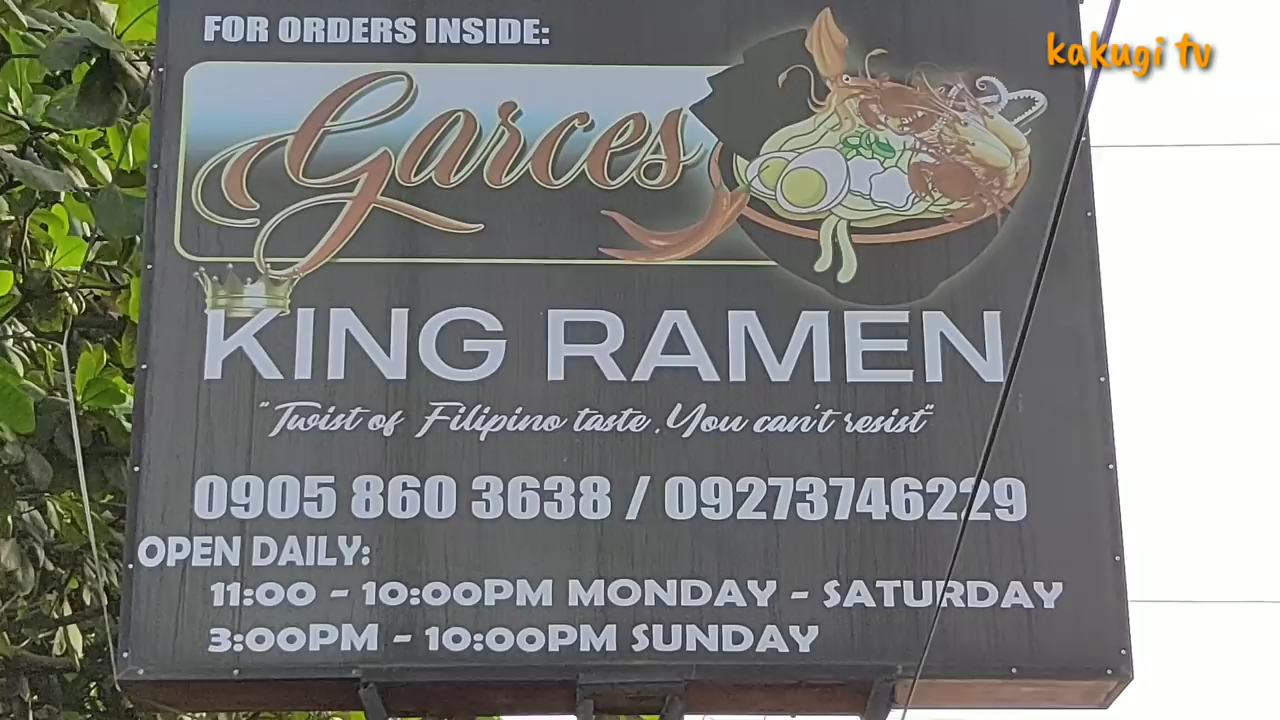 FOR ORDERS INSIDE:
kakugi tv
Garces
KING RAMEN
"Twist of Filipino taste, You can't resist"
0905 860 3638 / 09273746229
OPEN DAILY:
11:00 - 10:00PM MONDAY - SATURDAY
3:00PM - 10:00PM SUNDAY